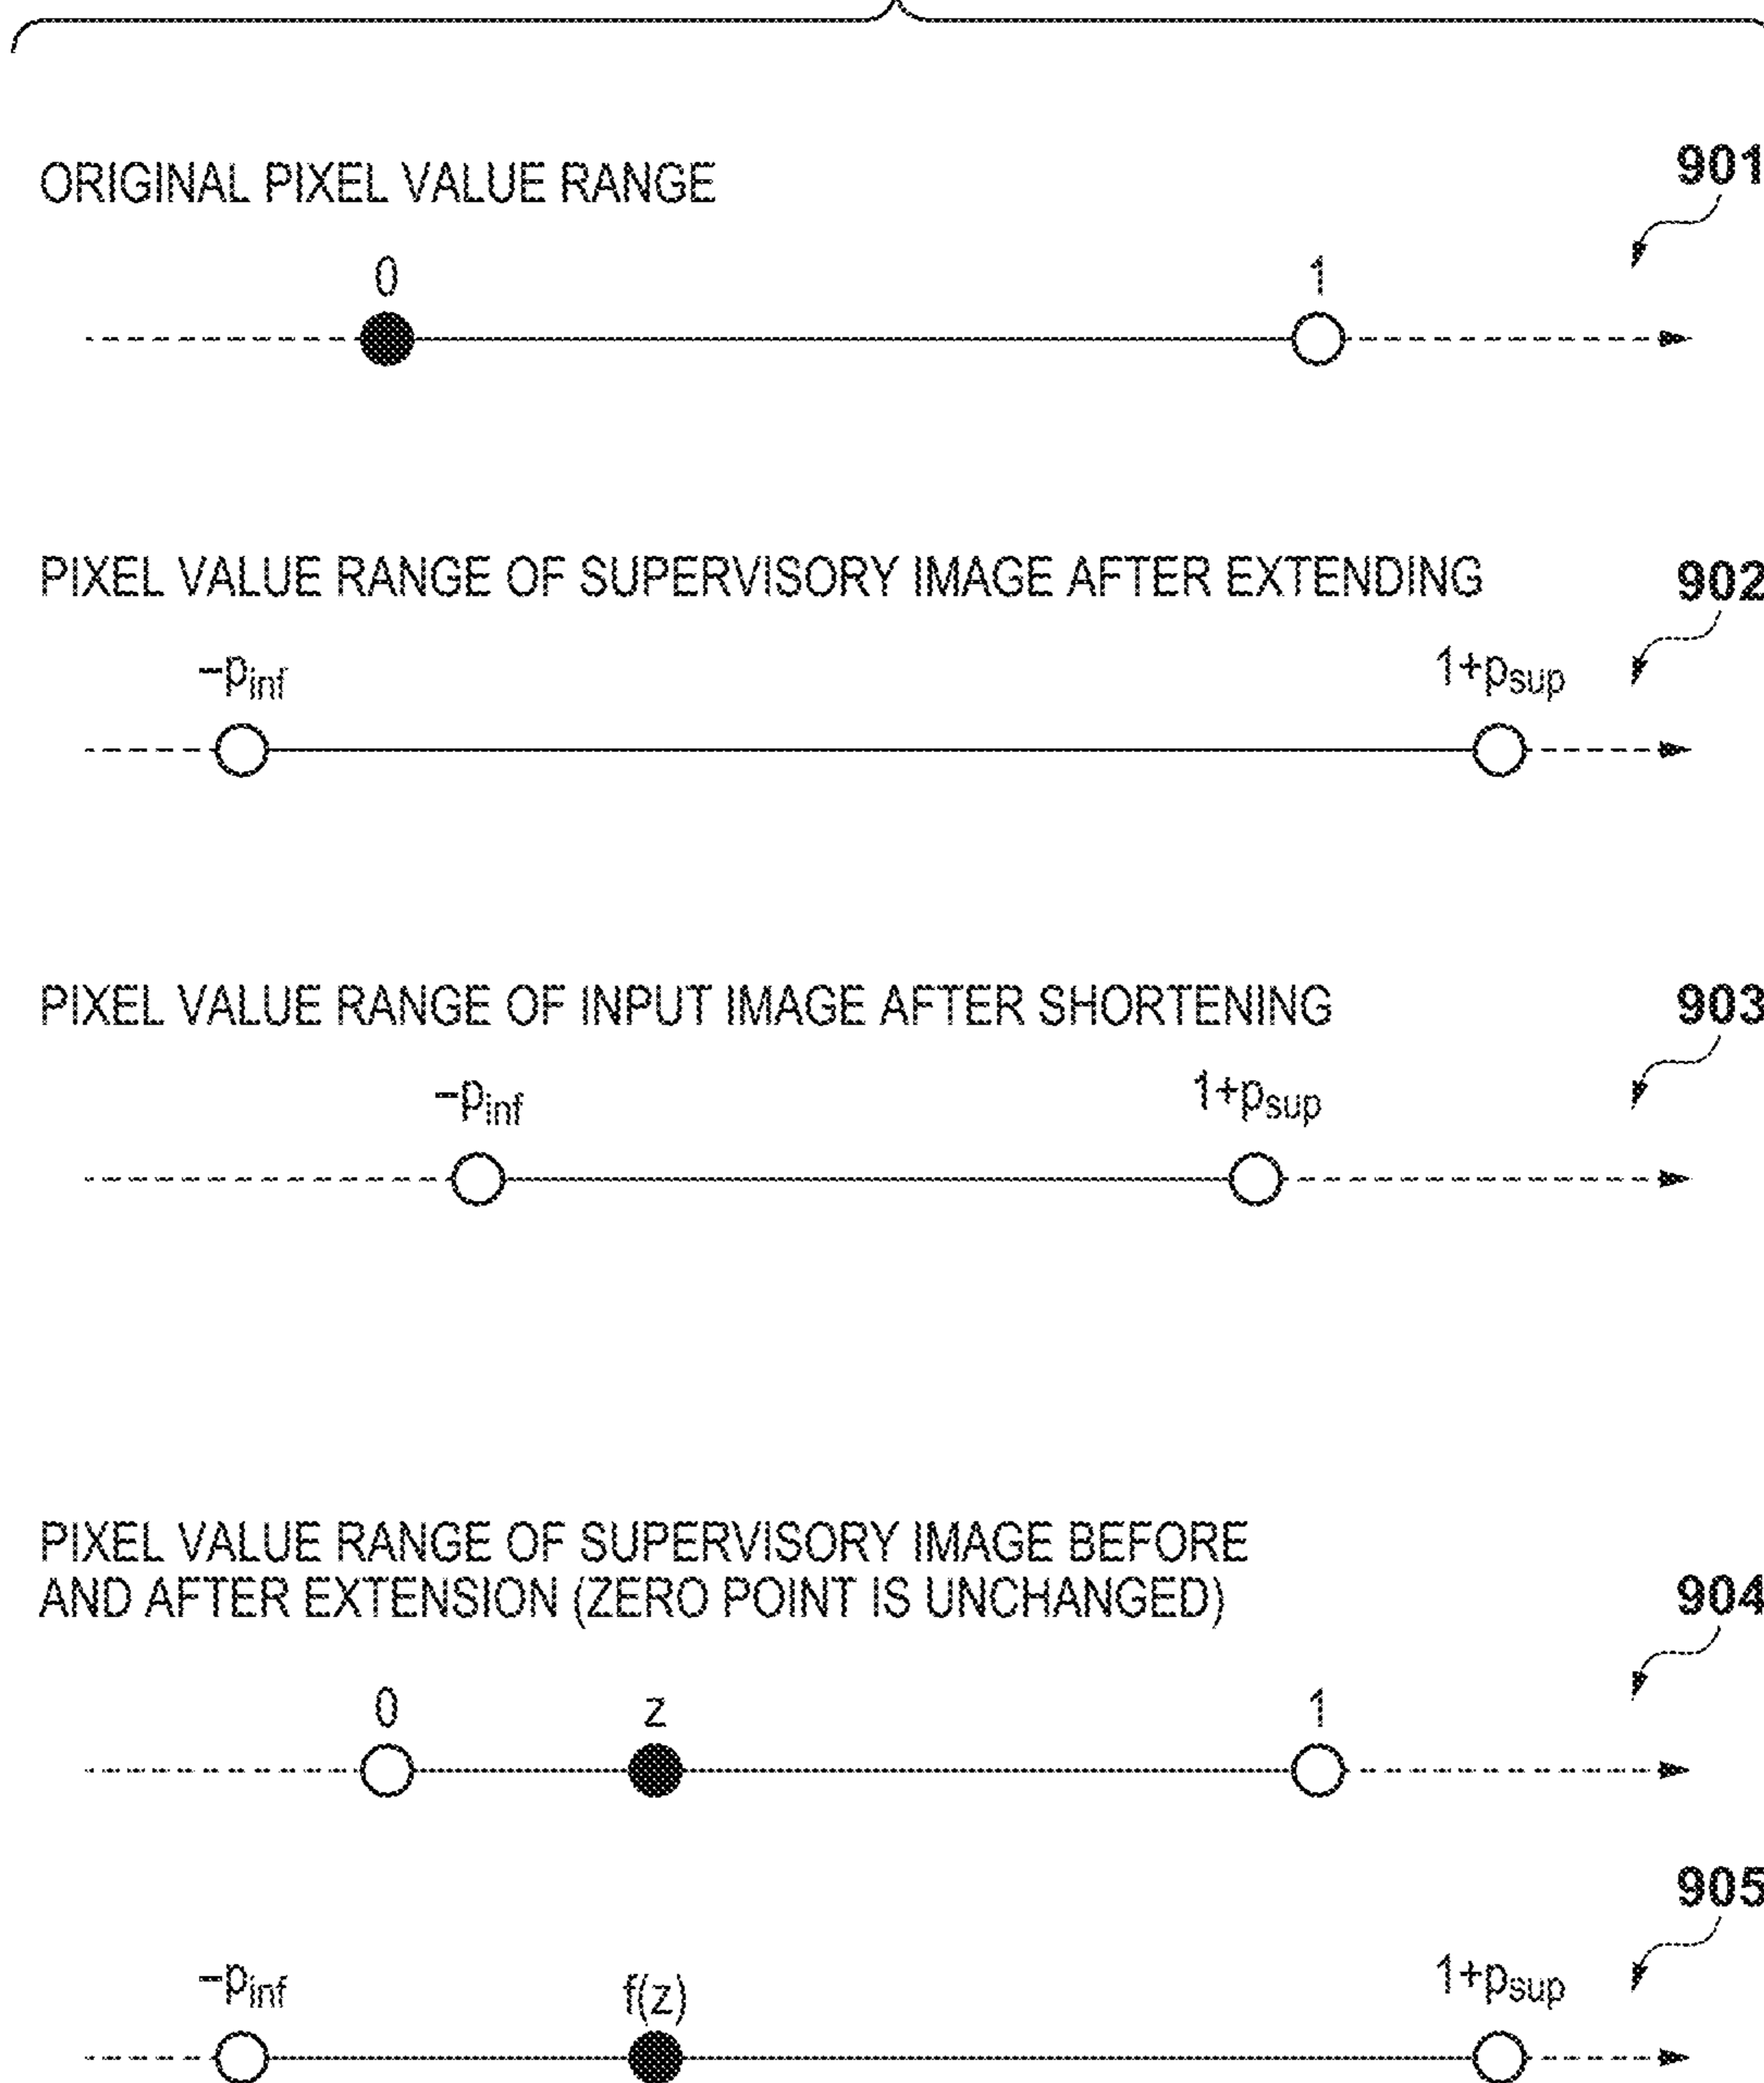 ORIGINAL PIXEL VALUE RANGE
901
0 1
PIXEL VALUE RANGE OF SUPERVISORY IMAGE AFTER EXTENDING
902
−pinf 1+psup
PIXEL VALUE RANGE OF INPUT IMAGE AFTER SHORTENING
903
−pinf 1+psup
PIXEL VALUE RANGE OF SUPERVISORY IMAGE BEFORE
AND AFTER EXTENSION (ZERO POINT IS UNCHANGED)
904
0 z 1
905
−pinf f(z) 1+psup